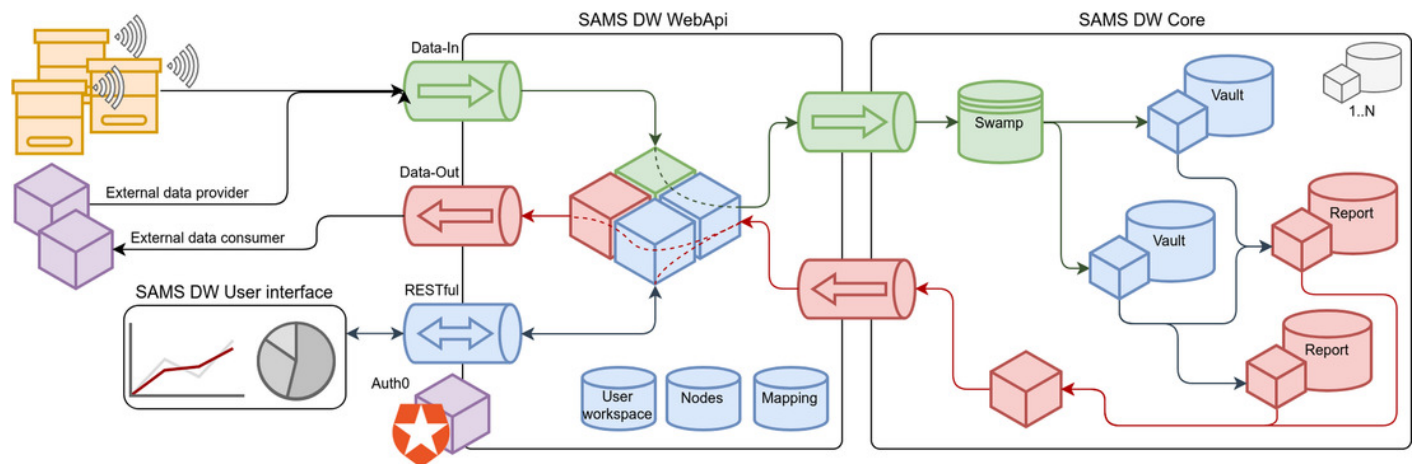 SAMS DW WebApi
SAMS DW Core
Data-In
Vault
1..N
Swamp
External data provider
Data-Out
Report
External data consumer
Vault
SAMS DW User interface
RESTful
Report
Auth0
User
workspace
Nodes
Mapping